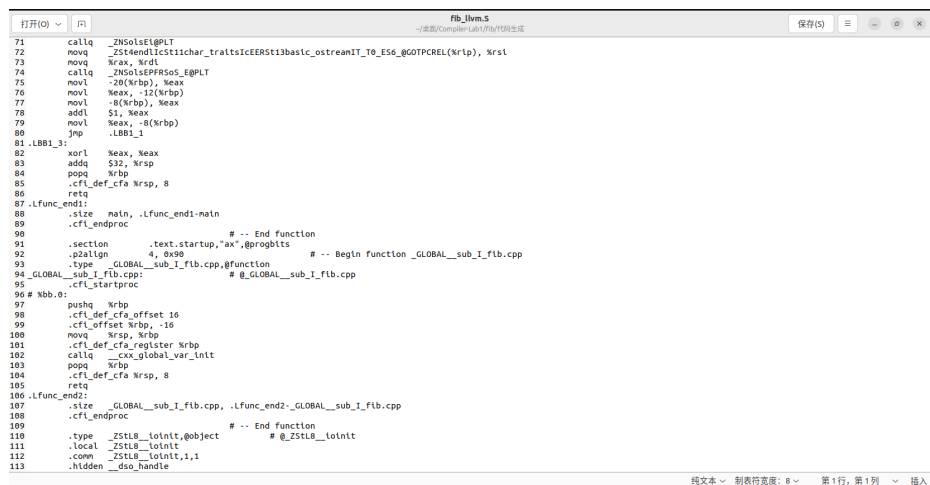 打开(O)
fib_llvm.S
~/桌面/Compiler-Lab1/fib/代码生成
保存(S)
71 callq _ZNSolsEi@PLT
72 movq _ZSt4endlIcSt11char_traitsIcEERSt13basic_ostreamIT_T0_ES6_@GOTPCREL(%rip), %rsi
73 movq %rax, %rdi
74 callq _ZNSolsEPFRSoS_E@PLT
75 movl -20(%rbp), %eax
76 movl %eax, -12(%rbp)
77 movl -8(%rbp), %eax
78 addl $1, %eax
79 movl %eax, -8(%rbp)
80 jmp .LBB1_1
81 .LBB1_3:
82 xorl %eax, %eax
83 addq $32, %rsp
84 popq %rbp
85 .cfi_def_cfa %rsp, 8
86 retq
87 .Lfunc_end1:
88 .size main, .Lfunc_end1-main
89 .cfi_endproc
90 # -- End function
91 .section .text.startup,"ax",@progbits
92 .p2align 4, 0x90 # -- Begin function _GLOBAL__sub_I_fib.cpp
93 .type _GLOBAL__sub_I_fib.cpp,@function
94 _GLOBAL__sub_I_fib.cpp: # @_GLOBAL__sub_I_fib.cpp
95 .cfi_startproc
96 # %bb.0:
97 pushq %rbp
98 .cfi_def_cfa_offset 16
99 .cfi_offset %rbp, -16
100 movq %rsp, %rbp
101 .cfi_def_cfa_register %rbp
102 callq __cxx_global_var_init
103 popq %rbp
104 .cfi_def_cfa %rsp, 8
105 retq
106 .Lfunc_end2:
107 .size _GLOBAL__sub_I_fib.cpp, .Lfunc_end2-_GLOBAL__sub_I_fib.cpp
108 .cfi_endproc
109 # -- End function
110 .type _ZStL8__ioinit,@object # @_ZStL8__ioinit
111 .local _ZStL8__ioinit
112 .comm _ZStL8__ioinit,1,1
113 .hidden __dso_handle
纯文本 制表符宽度：8 第1行，第1列 插入